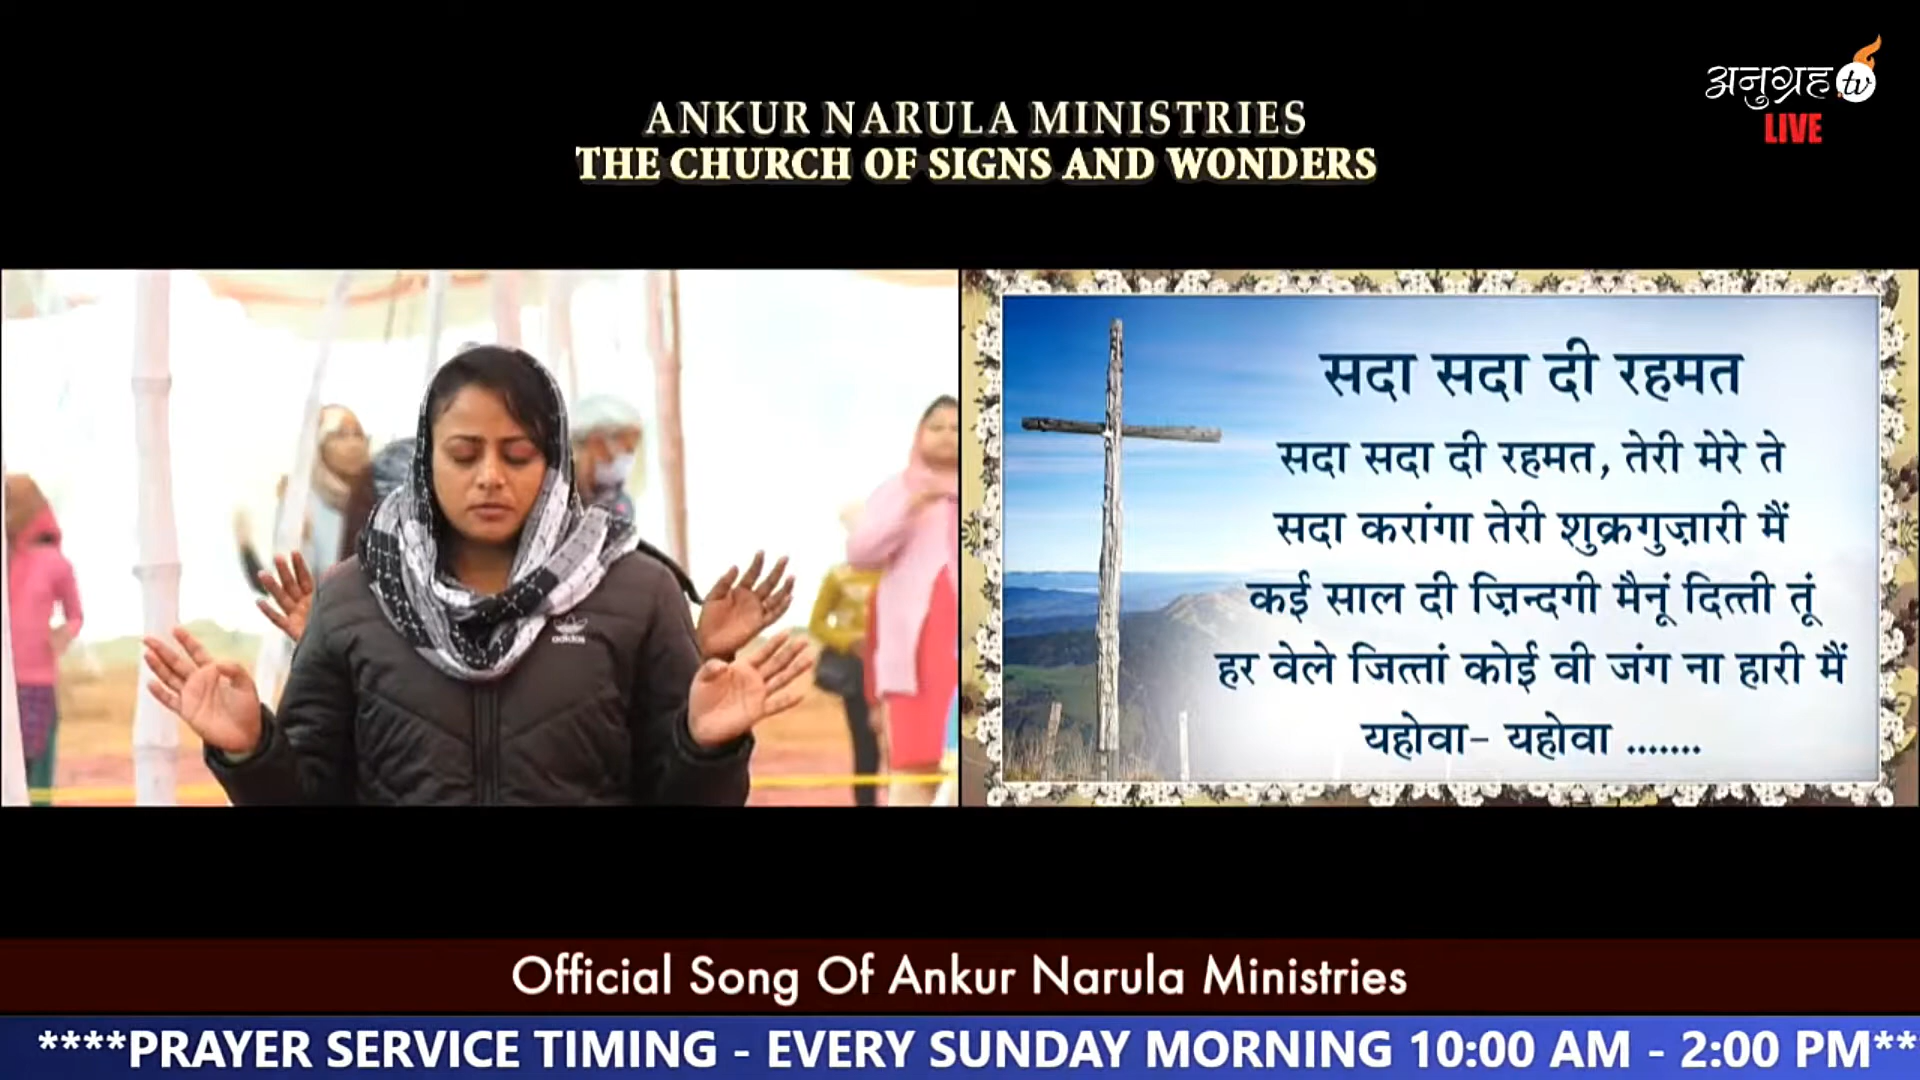 अनुग्रह tv
LIVE
ANKUR NARULA MINISTRIES
THE CHURCH OF SIGNS AND WONDERS
adidas
सदा सदा दी रहमत
सदा सदा दी रहमत, तेरी मेरे ते
सदा करांगा तेरी शुक्रगुज़ारी मैं
कई साल दी ज़िन्दगी मैनूं दित्ती तूं
हर वेले जित्तां कोई वी जंग ना हारी मैं
यहोवा- यहोवा .......
Official Song Of Ankur Narula Ministries
****PRAYER SERVICE TIMING - EVERY SUNDAY MORNING 10:00 AM - 2:00 PM**